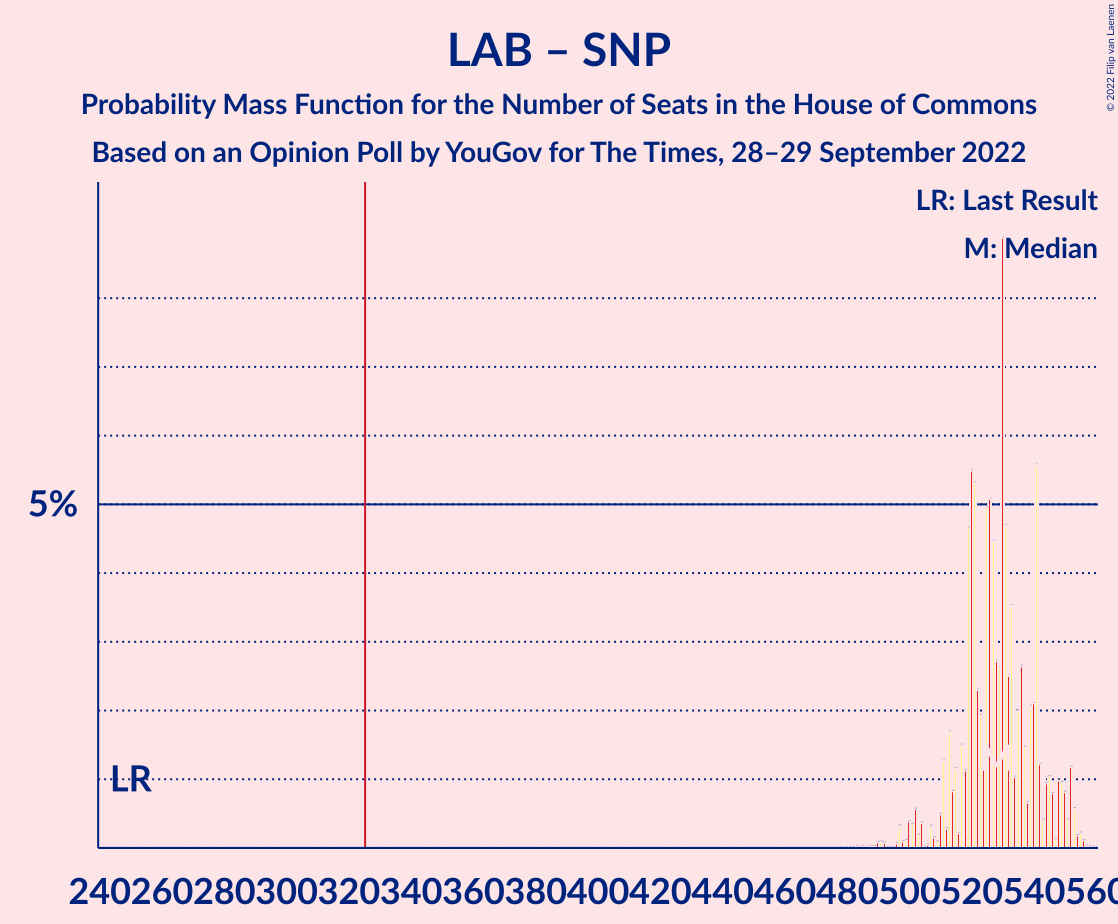 LAB – SNP
Probability Mass Function for the Number of Seats in the House of Commons
Based on an Opinion Poll by YouGov for The Times, 28–29 September 2022
© 2022 Filip van Laenen
LR: Last Result
M: Median
5%
LR
240260280300320340360380400420440460480500520540560